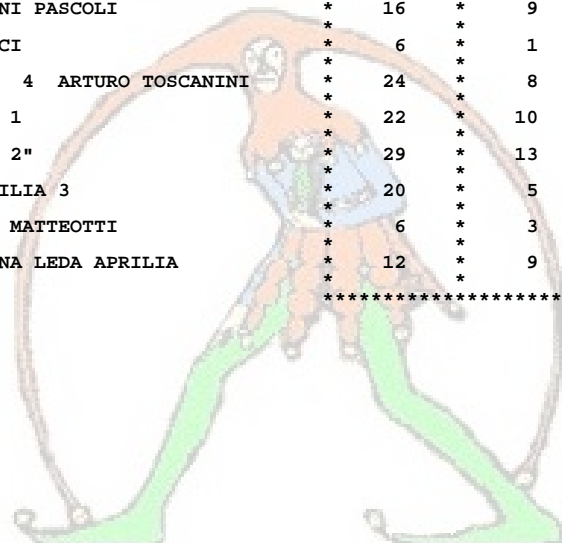 NI PASCOLI * 16 * 9
* *
CI * 6 * 1
* *
4 ARTURO TOSCANINI * 24 * 8
* *
1 * 22 * 10
* *
2" * 29 * 13
* *
ILIA 3 * 20 * 5
* *
MATTEOTTI * 6 * 3
* *
NA LEDA APRILIA * 12 * 9
* *
********************